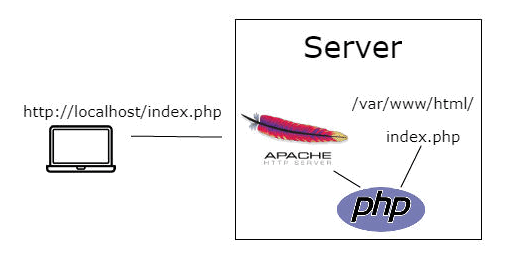 Server
http://localhost/index.php
/var/www/html/
index.php
APACHE
HTTP SERVER
php